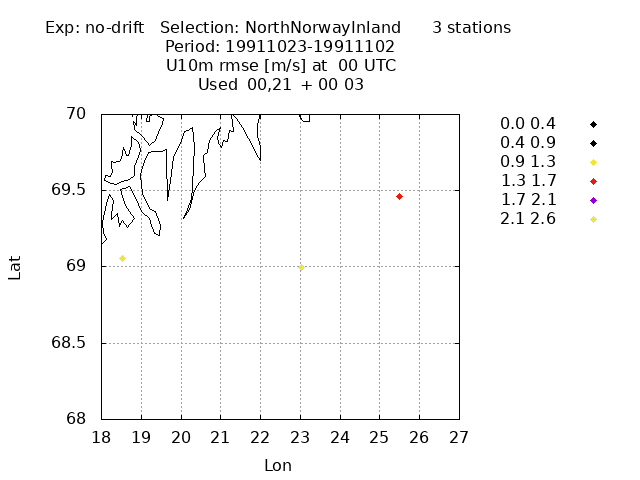 Exp: no-drift   Selection: NorthNorwayInland      3 stations
Period: 19911023-19911102
U10m rmse [m/s] at  00 UTC
Used  00,21  + 00 03
70
69.5
69
68.5
68
Lat
18 19 20 21 22 23 24 25 26 27
Lon
0.0 0.4
0.4 0.9
0.9 1.3
1.3 1.7
1.7 2.1
2.1 2.6